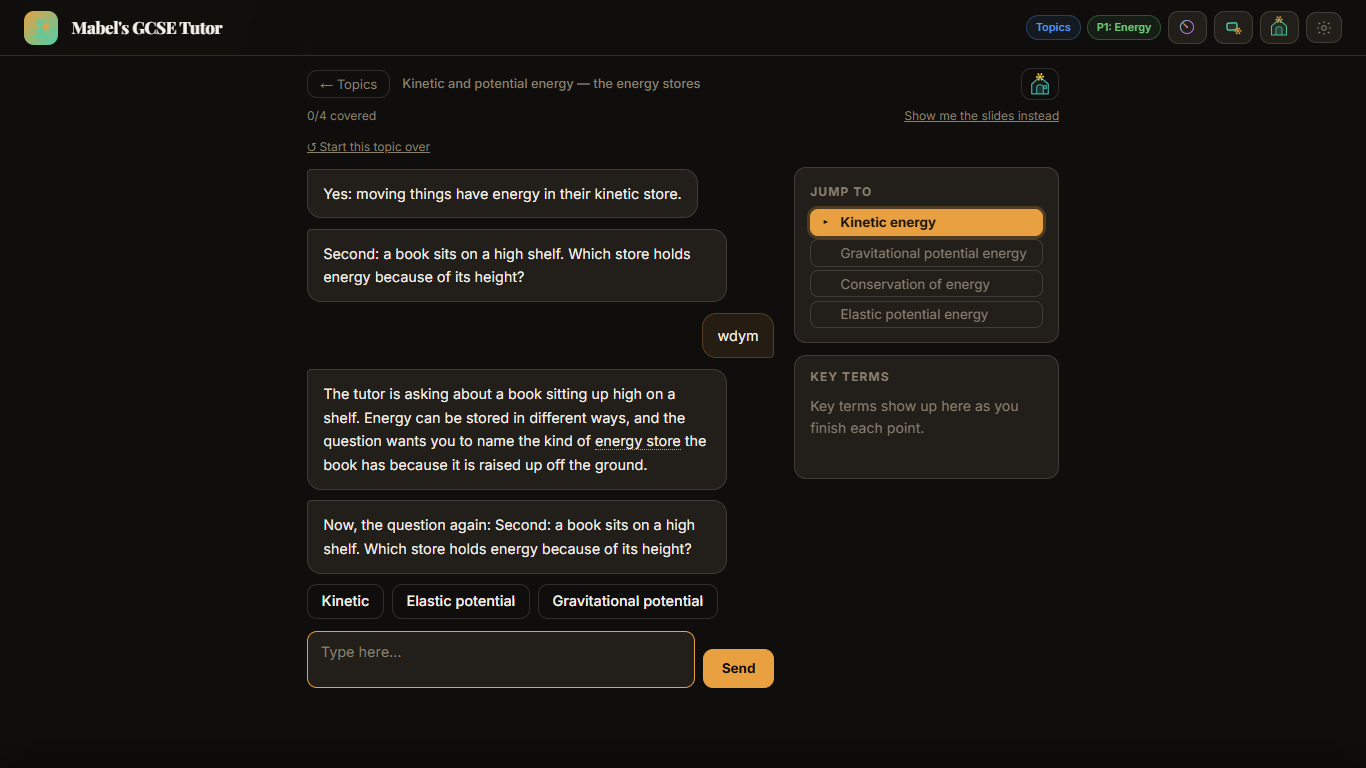 Mabel's GCSE Tutor
Topics
P1: Energy
← Topics
Kinetic and potential energy — the energy stores
0/4 covered
Show me the slides instead
↺ Start this topic over
Yes: moving things have energy in their kinetic store.
Second: a book sits on a high shelf. Which store holds
energy because of its height?
wdym
The tutor is asking about a book sitting up high on a
shelf. Energy can be stored in different ways, and the
question wants you to name the kind of energy store the
book has because it is raised up off the ground.
Now, the question again: Second: a book sits on a high
shelf. Which store holds energy because of its height?
Kinetic
Elastic potential
Gravitational potential
Type here...
Send
JUMP TO
Kinetic energy
Gravitational potential energy
Conservation of energy
Elastic potential energy
KEY TERMS
Key terms show up here as you
finish each point.